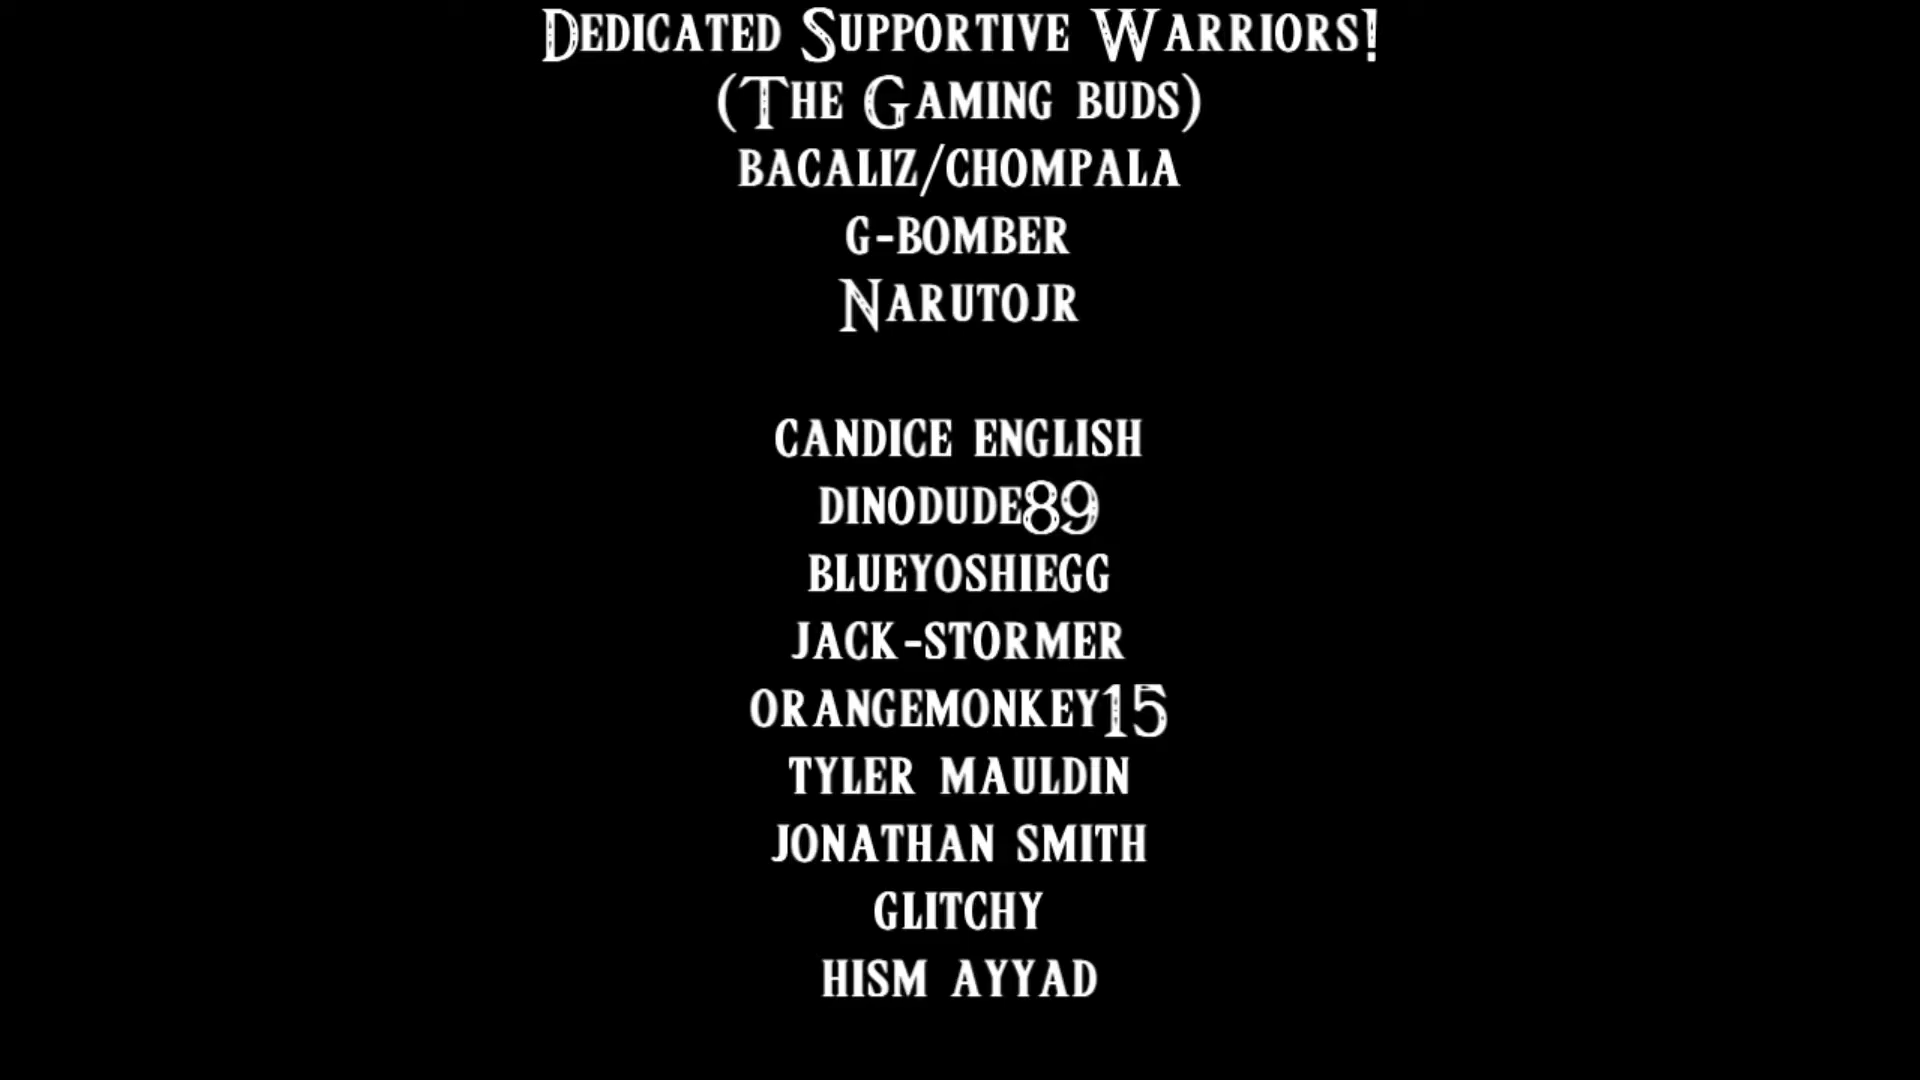 Dedicated Supportive Warriors!
(The Gaming buds)
bacaliz/chompala
g-bomber
Narutojr
candice english
dinodude89
blueyoshiegg
jack-stormer
orangemonkey15
tyler mauldin
jonathan smith
glitchy
hism ayyad